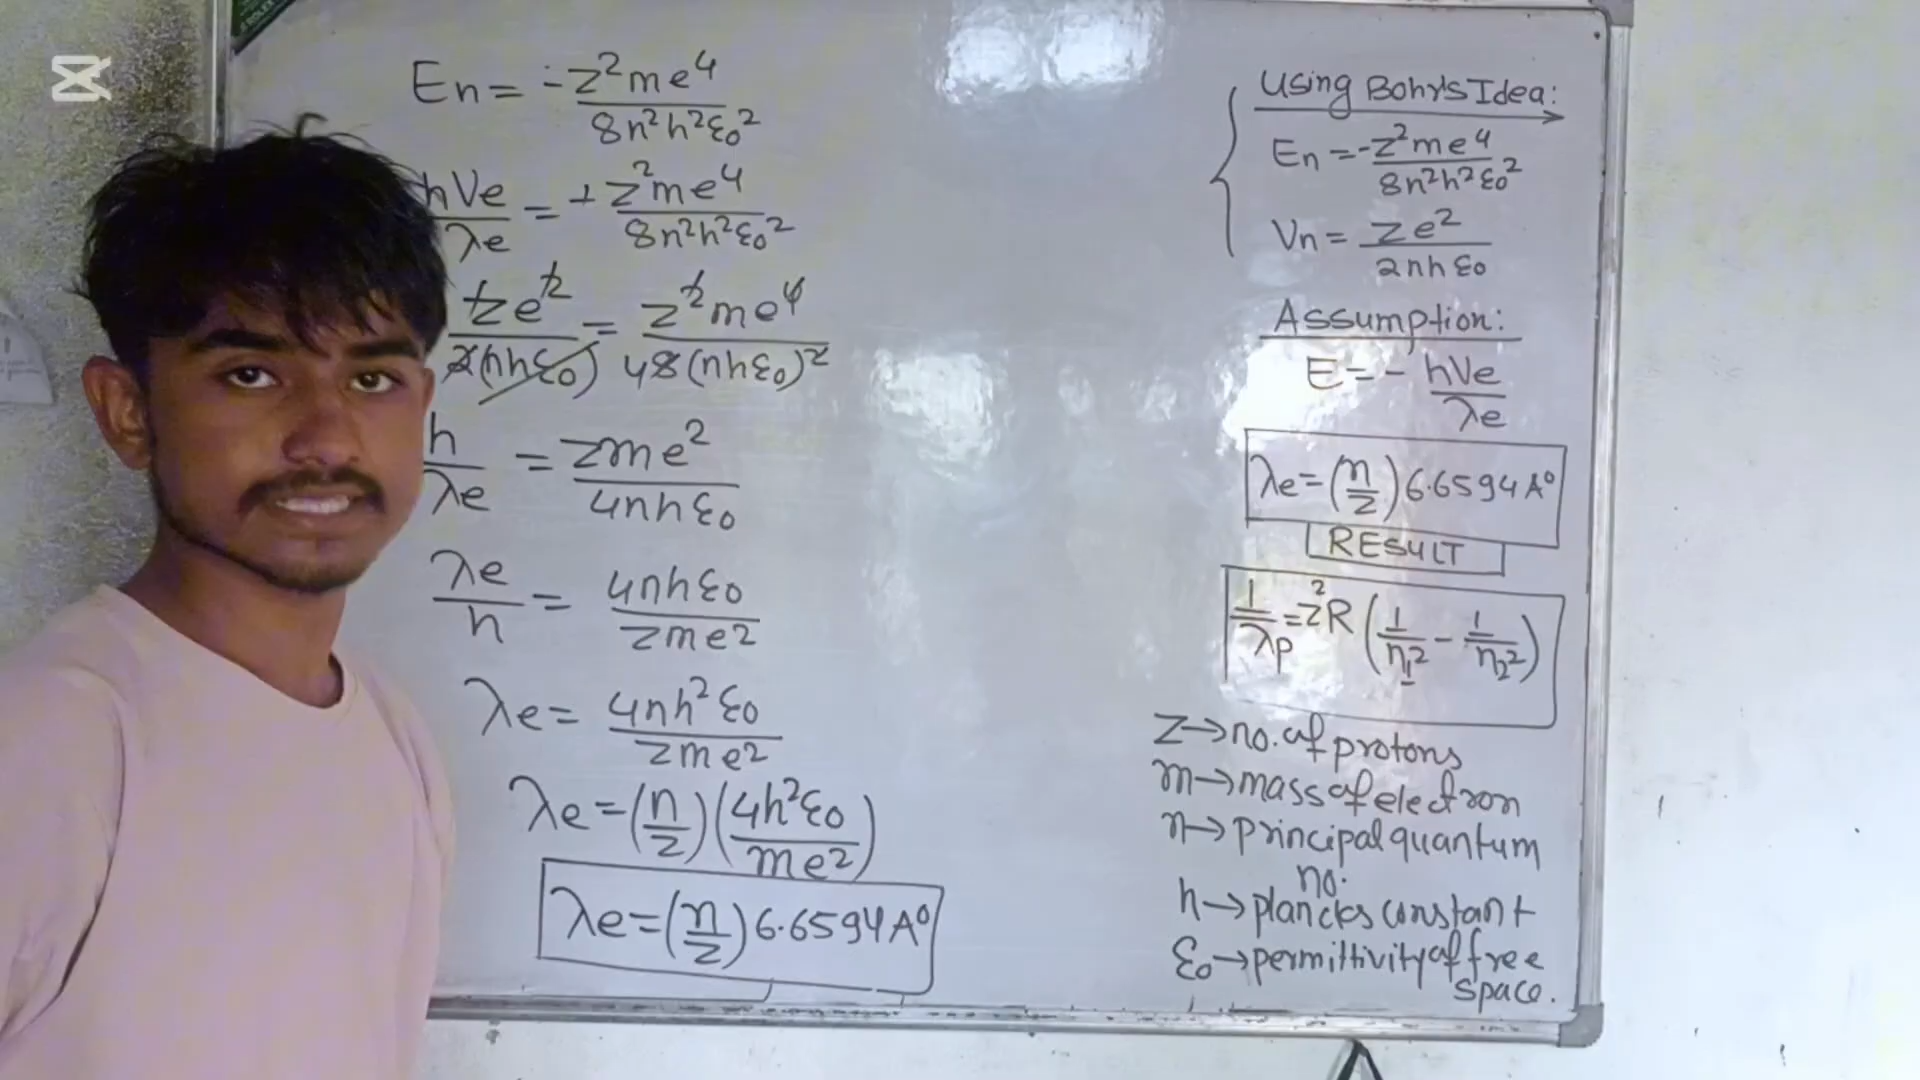 En = -z²me⁴ / 8n²h²ε₀²
hVe / λe = + z²me⁴ / 8n²h²ε₀²
ze² / 2(nhε₀) = z²me⁴ / 48(nhε₀)²
h / λe = zme² / 4nhε₀
λe / h = 4nhε₀ / zme²
λe = 4nh²ε₀ / zme²
λe = (n/z) (4h²ε₀ / me²)
λe = (n/z) 6.6594 A⁰
Using Bohr's Idea:
En = -z²me⁴ / 8n²h²ε₀²
Vn = ze² / 2nhε₀
Assumption:
E = - hVe / λe
λe = (n/z) 6.6594 A⁰
RESULT
1/λp = z²R (1/n₁² - 1/n₂²)
Z → no. of protons
m → mass of electron
n → principal quantum
no.
h → plancks constant
ε₀ → permittivity of free
space.